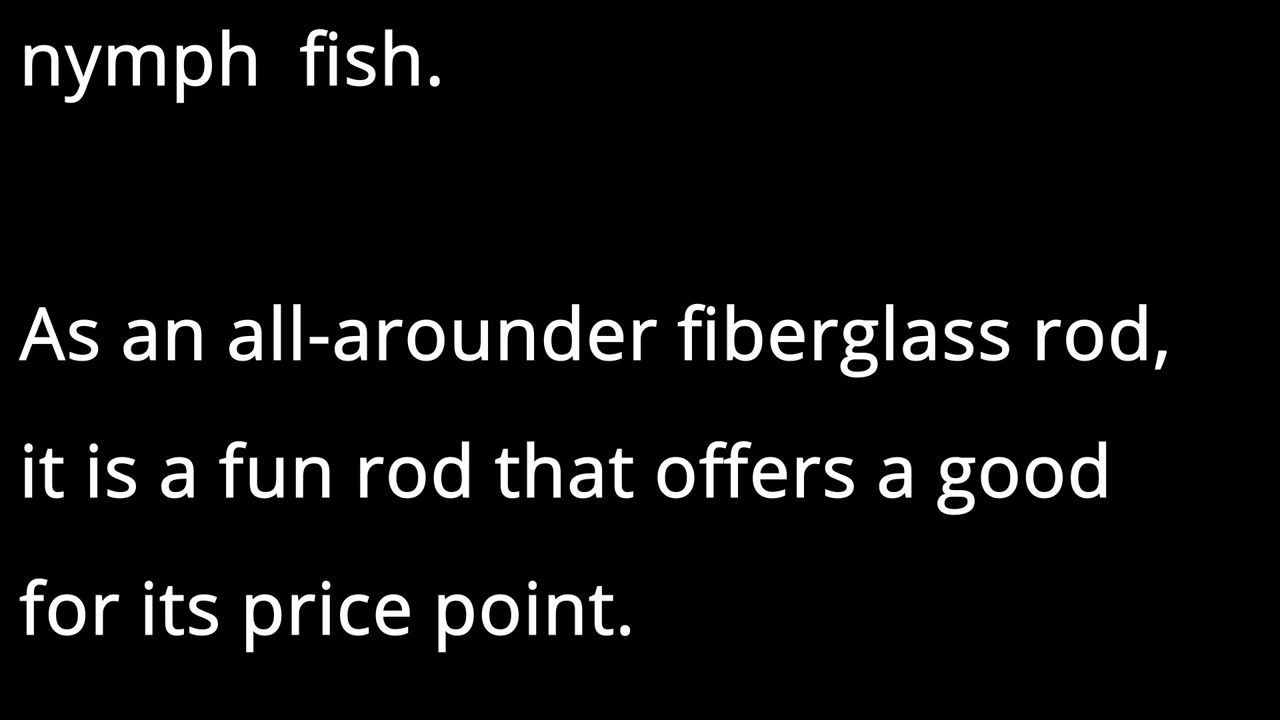 nymph  fish.
As an all-arounder fiberglass rod,
it is a fun rod that offers a good
for its price point.